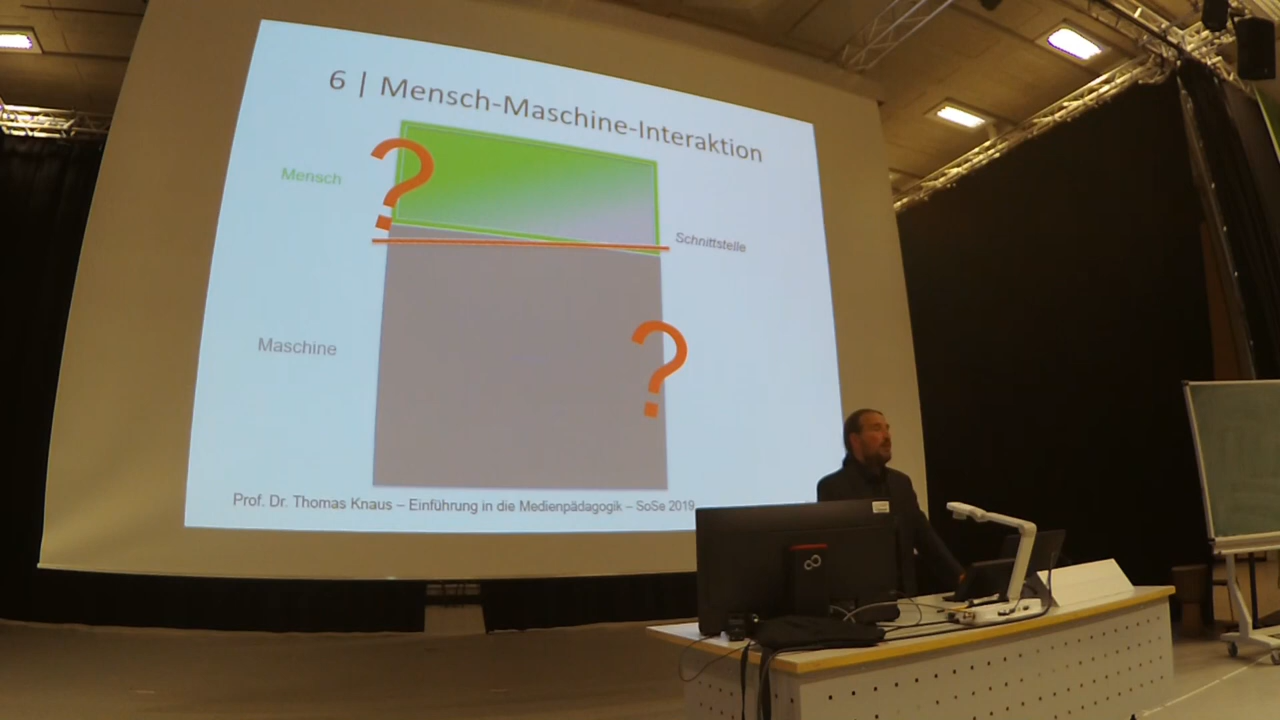 6 | Mensch-Maschine-Interaktion
?
Mensch
Schnittstelle
Maschine
?
Prof. Dr. Thomas Knaus – Einführung in die Medienpädagogik – SoSe 2019